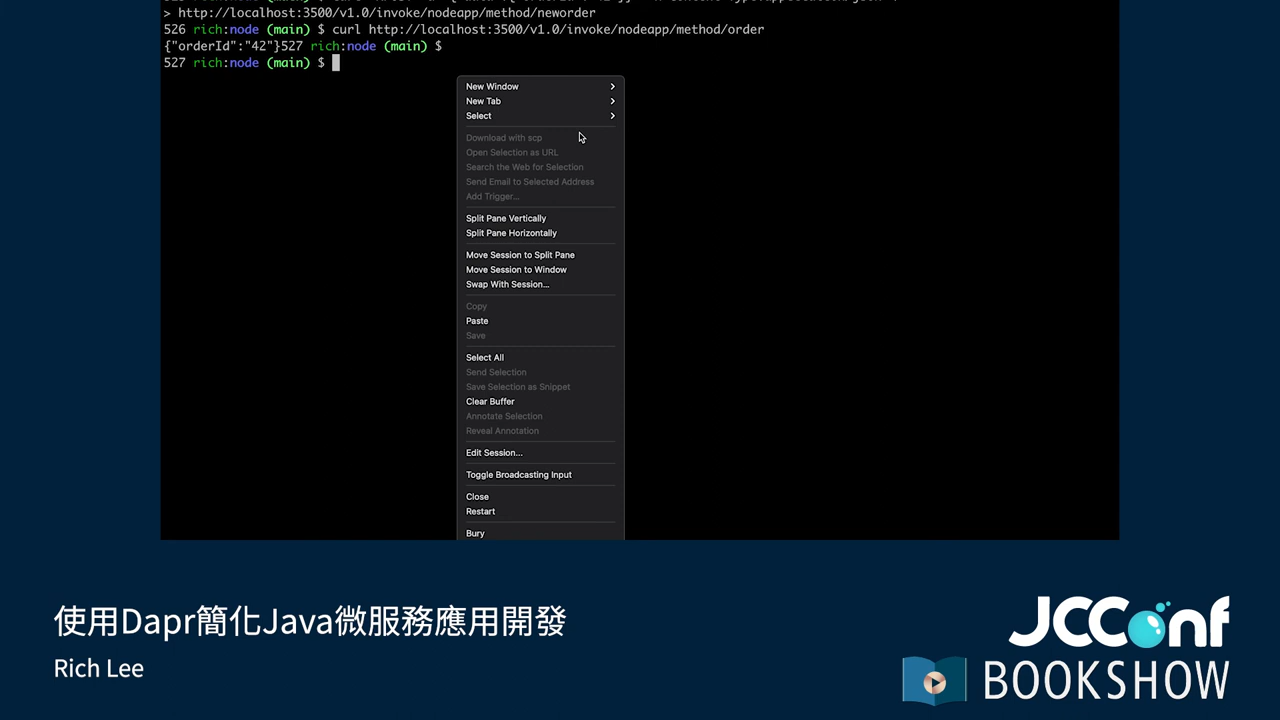 > http://localhost:3500/v1.0/invoke/nodeapp/method/neworder
526 rich:node (main) $ curl http://localhost:3500/v1.0/invoke/nodeapp/method/order
{"orderId":"42"}527 rich:node (main) $
527 rich:node (main) $
New Window
New Tab
Select
Download with scp
Open Selection as URL
Search the Web for Selection
Send Email to Selected Address
Add Trigger...
Split Pane Vertically
Split Pane Horizontally
Move Session to Split Pane
Move Session to Window
Swap With Session...
Copy
Paste
Save
Select All
Send Selection
Save Selection as Snippet
Clear Buffer
Annotate Selection
Reveal Annotation
Edit Session...
Toggle Broadcasting Input
Close
Restart
Bury
使用Dapr簡化Java微服務應用開發
Rich Lee
JCConf
BOOKSHOW